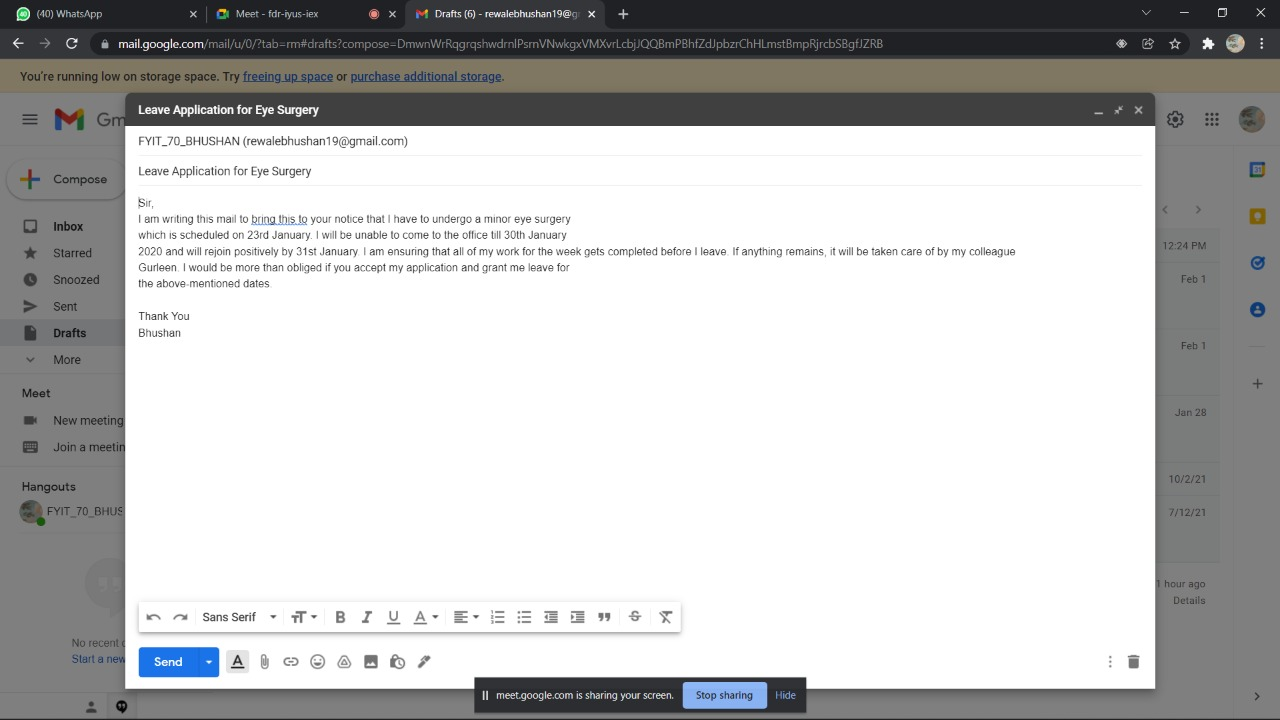 (40) WhatsApp
Meet - fdr-iyus-iex
Drafts (6) - rewalebhushan19@g
mail.google.com/mail/u/0/?tab=rm#drafts?compose=DmwnWrRqgrqshwdrnlPsrnVNwkgxVMXvrLcbjJQQBmPBhfZdJpbzrChHLmstBmpRjrcbSBgfJZRB
You're running low on storage space. Try freeing up space or purchase additional storage.
Leave Application for Eye Surgery
Gm
FYIT_70_BHUSHAN (rewalebhushan19@gmail.com)
Compose
Leave Application for Eye Surgery
Sir,
I am writing this mail to bring this to your notice that I have to undergo a minor eye surgery
which is scheduled on 23rd January. I will be unable to come to the office till 30th January
2020 and will rejoin positively by 31st January. I am ensuring that all of my work for the week gets completed before I leave. If anything remains, it will be taken care of by my colleague
Gurleen. I would be more than obliged if you accept my application and grant me leave for
the above-mentioned dates.
Thank You
Bhushan
Inbox
Starred
Snoozed
Sent
Drafts
More
Meet
New meeting
Join a meetin
Hangouts
FYIT_70_BHUS
No recent c
Start a new
12:24 PM
Feb 1
Feb 1
Jan 28
10/2/21
7/12/21
1 hour ago
Details
31
Sans Serif
Send
meet.google.com is sharing your screen.
Stop sharing
Hide